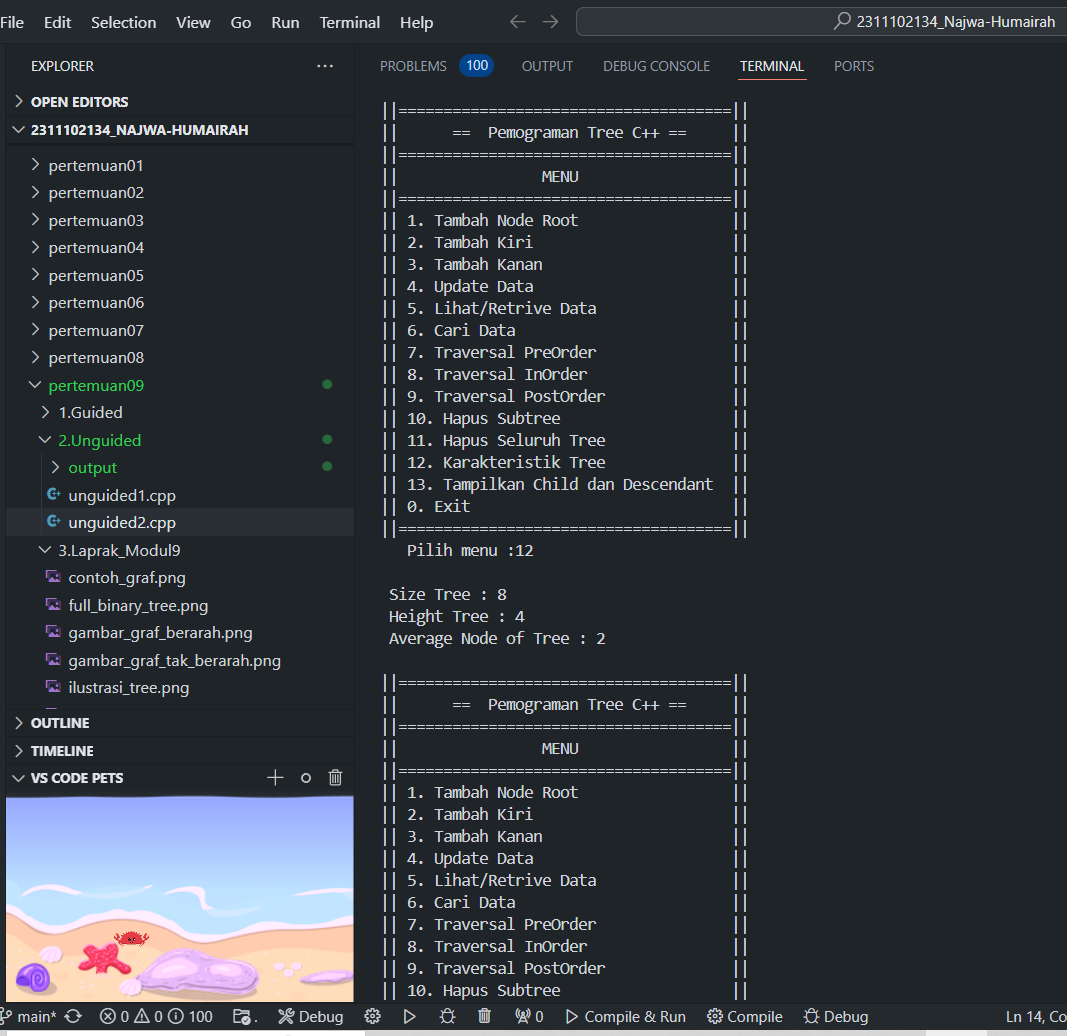 File Edit Selection View Go Run Terminal Help
2311102134_Najwa-Humairah
EXPLORER
OPEN EDITORS
2311102134_NAJWA-HUMAIRAH
pertemuan01
pertemuan02
pertemuan03
pertemuan04
pertemuan05
pertemuan06
pertemuan07
pertemuan08
pertemuan09
1.Guided
2.Unguided
output
unguided1.cpp
unguided2.cpp
3.Laprak_Modul9
contoh_graf.png
full_binary_tree.png
gambar_graf_berarah.png
gambar_graf_tak_berarah.png
ilustrasi_tree.png
OUTLINE
TIMELINE
VS CODE PETS
PROBLEMS 100 OUTPUT DEBUG CONSOLE TERMINAL PORTS
||=====================================||
||      ==  Pemograman Tree C++ ==     ||
||=====================================||
||                MENU                 ||
||=====================================||
|| 1. Tambah Node Root                 ||
|| 2. Tambah Kiri                      ||
|| 3. Tambah Kanan                     ||
|| 4. Update Data                      ||
|| 5. Lihat/Retrive Data               ||
|| 6. Cari Data                        ||
|| 7. Traversal PreOrder               ||
|| 8. Traversal InOrder                ||
|| 9. Traversal PostOrder              ||
|| 10. Hapus Subtree                   ||
|| 11. Hapus Seluruh Tree              ||
|| 12. Karakteristik Tree              ||
|| 13. Tampilkan Child dan Descendant  ||
|| 0. Exit                             ||
||=====================================||
Pilih menu :12
Size Tree : 8
Height Tree : 4
Average Node of Tree : 2
||=====================================||
||      ==  Pemograman Tree C++ ==     ||
||=====================================||
||                MENU                 ||
||=====================================||
|| 1. Tambah Node Root                 ||
|| 2. Tambah Kiri                      ||
|| 3. Tambah Kanan                     ||
|| 4. Update Data                      ||
|| 5. Lihat/Retrive Data               ||
|| 6. Cari Data                        ||
|| 7. Traversal PreOrder               ||
|| 8. Traversal InOrder                ||
|| 9. Traversal PostOrder              ||
|| 10. Hapus Subtree                   ||
main* 0 0 100 . Debug 0 Compile & Run Compile Debug Ln 14, Co